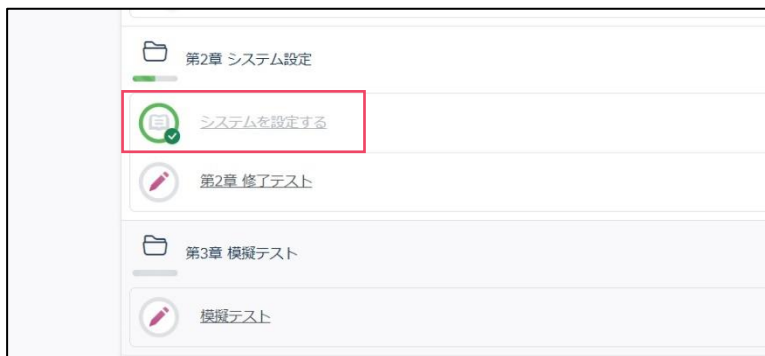 第2章 システム設定
システムを設定する
第2章 修了テスト
第3章 模擬テスト
模擬テスト